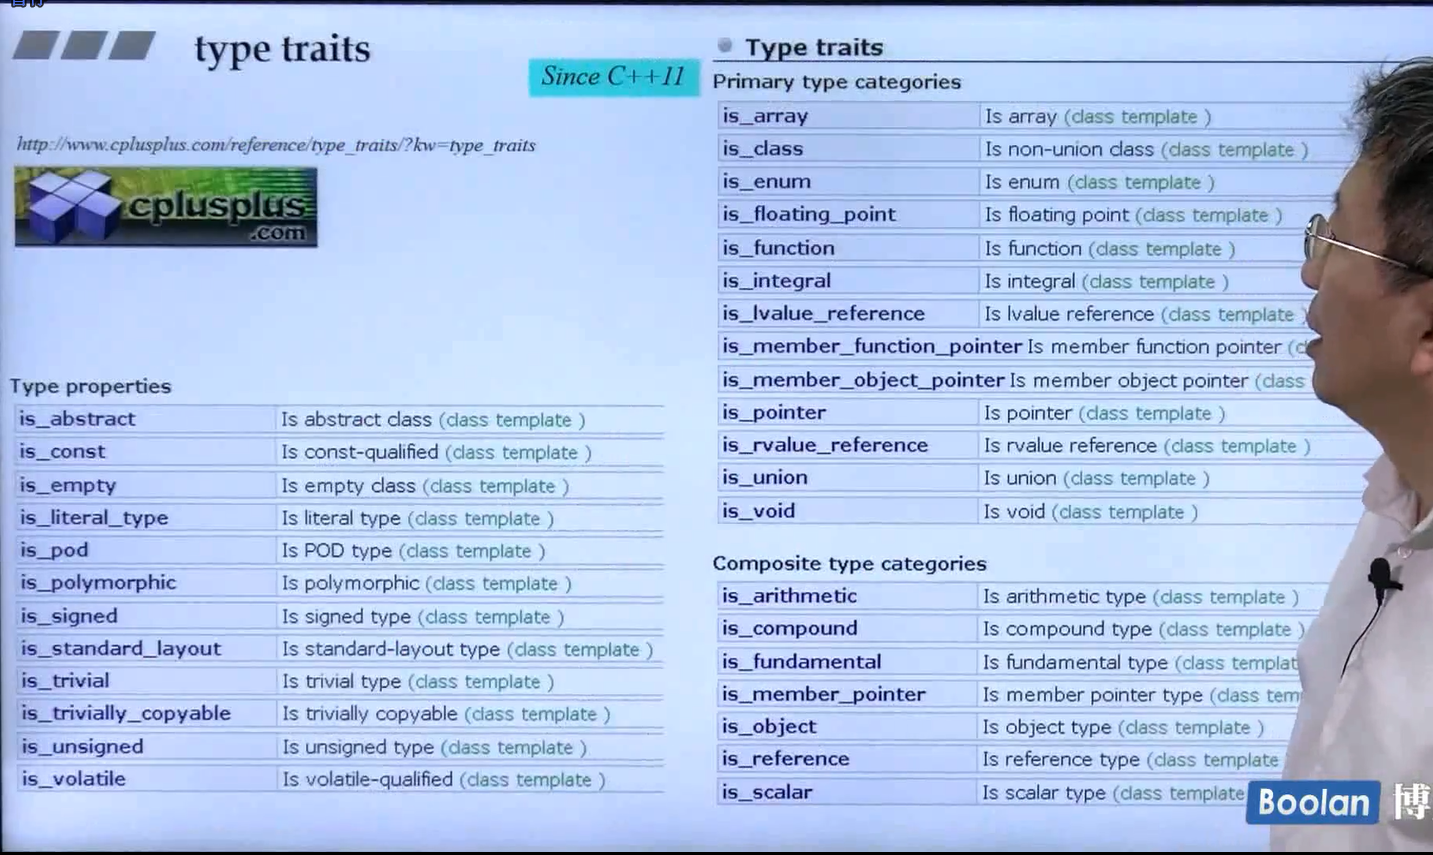 type traits
Since C++11
http://www.cplusplus.com/reference/type_traits/?kw=type_traits
cplusplus
.com
Type properties
is_abstract Is abstract class (class template )
is_const Is const-qualified (class template )
is_empty Is empty class (class template )
is_literal_type Is literal type (class template )
is_pod Is POD type (class template )
is_polymorphic Is polymorphic (class template )
is_signed Is signed type (class template )
is_standard_layout Is standard-layout type (class template )
is_trivial Is trivial type (class template )
is_trivially_copyable Is trivially copyable (class template )
is_unsigned Is unsigned type (class template )
is_volatile Is volatile-qualified (class template )
Type traits
Primary type categories
is_array Is array (class template )
is_class Is non-union class (class template )
is_enum Is enum (class template )
is_floating_point Is floating point (class template )
is_function Is function (class template )
is_integral Is integral (class template )
is_lvalue_reference Is lvalue reference (class template
is_member_function_pointer Is member function pointer
is_member_object_pointer Is member object pointer (class
is_pointer Is pointer (class template )
is_rvalue_reference Is rvalue reference (class template )
is_union Is union (class template )
is_void Is void (class template )
Composite type categories
is_arithmetic Is arithmetic type (class template )
is_compound Is compound type (class template )
is_fundamental Is fundamental type (class templat
is_member_pointer Is member pointer type (class tem
is_object Is object type (class template )
is_reference Is reference type (class template
is_scalar Is scalar type (class template
Boolan 博